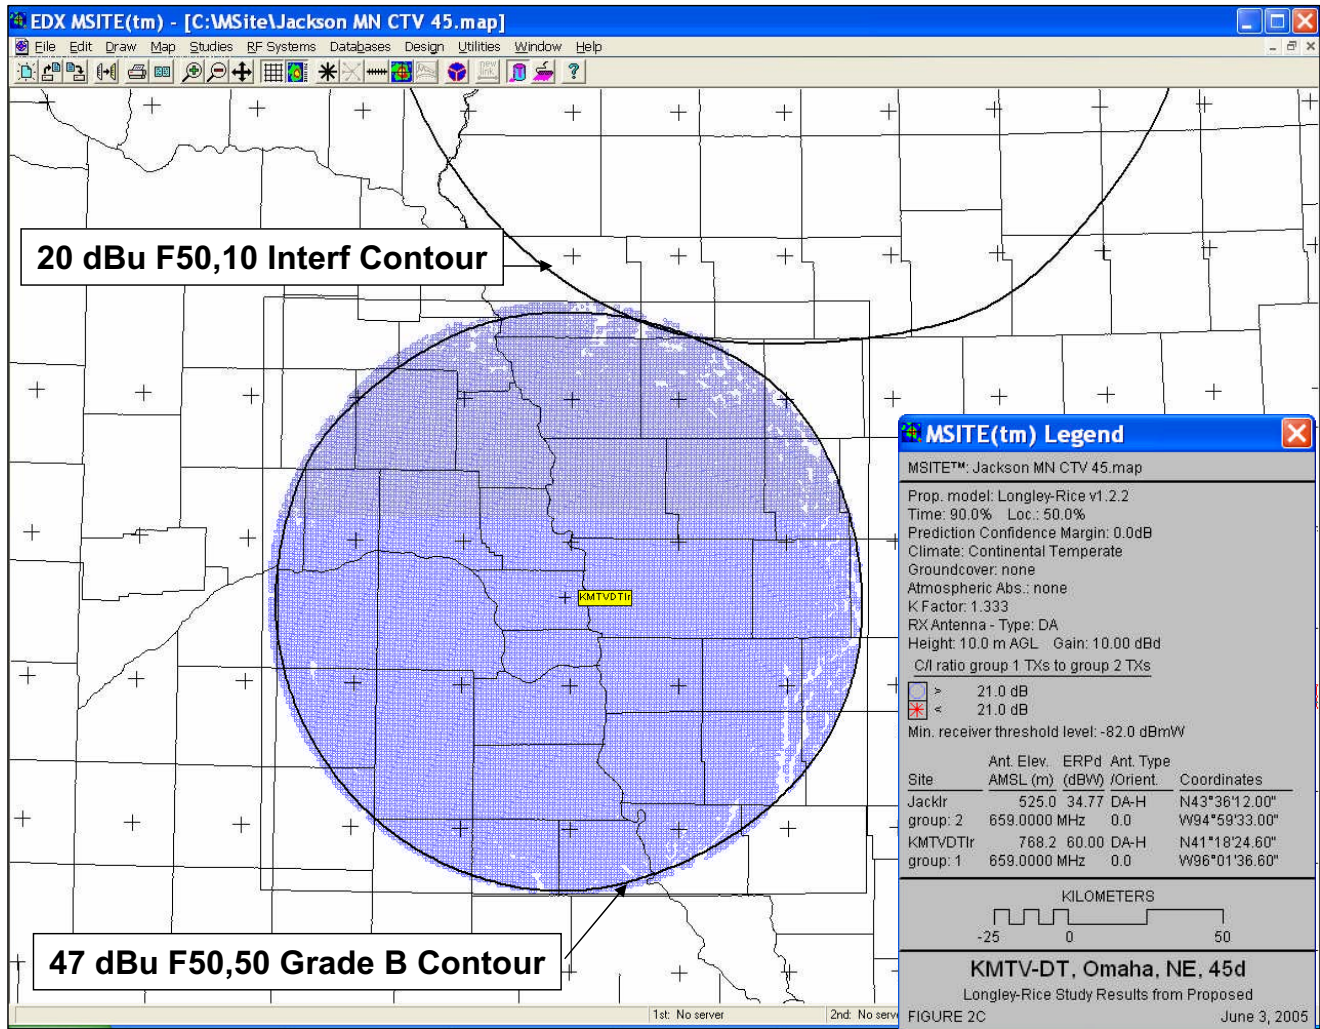 EDX MSITE(tm) - [C:\MSite\Jackson MN CTV 45.map]
File Edit Draw Map Studies RF Systems Databases Design Utilities Window Help
new link
20 dBu F50,10 Interf Contour
KMTVDTlr
47 dBu F50,50 Grade B Contour
MSITE(tm) Legend
MSITE™: Jackson MN CTV 45.map
Prop. model: Longley-Rice v1.2.2
Time: 90.0% Loc.: 50.0%
Prediction Confidence Margin: 0.0dB
Climate: Continental Temperate
Groundcover: none
Atmospheric Abs.: none
K Factor: 1.333
RX Antenna - Type: DA
Height: 10.0 m AGL Gain: 10.00 dBd
C/I ratio group 1 TXs to group 2 TXs
> 21.0 dB
< 21.0 dB
Min. receiver threshold level: -82.0 dBmW
Ant. Elev. ERPd Ant. Type
Site AMSL (m) (dBW) /Orient. Coordinates
Jacklr 525.0 34.77 DA-H N43°36'12.00"
group: 2 659.0000 MHz 0.0 W94°59'33.00"
KMTVDTlr 768.2 60.00 DA-H N41°18'24.60"
group: 1 659.0000 MHz 0.0 W96°01'36.60"
KILOMETERS
-25 0 50
KMTV-DT, Omaha, NE, 45d
Longley-Rice Study Results from Proposed
FIGURE 2C June 3, 2005
1st: No server 2nd: No serv